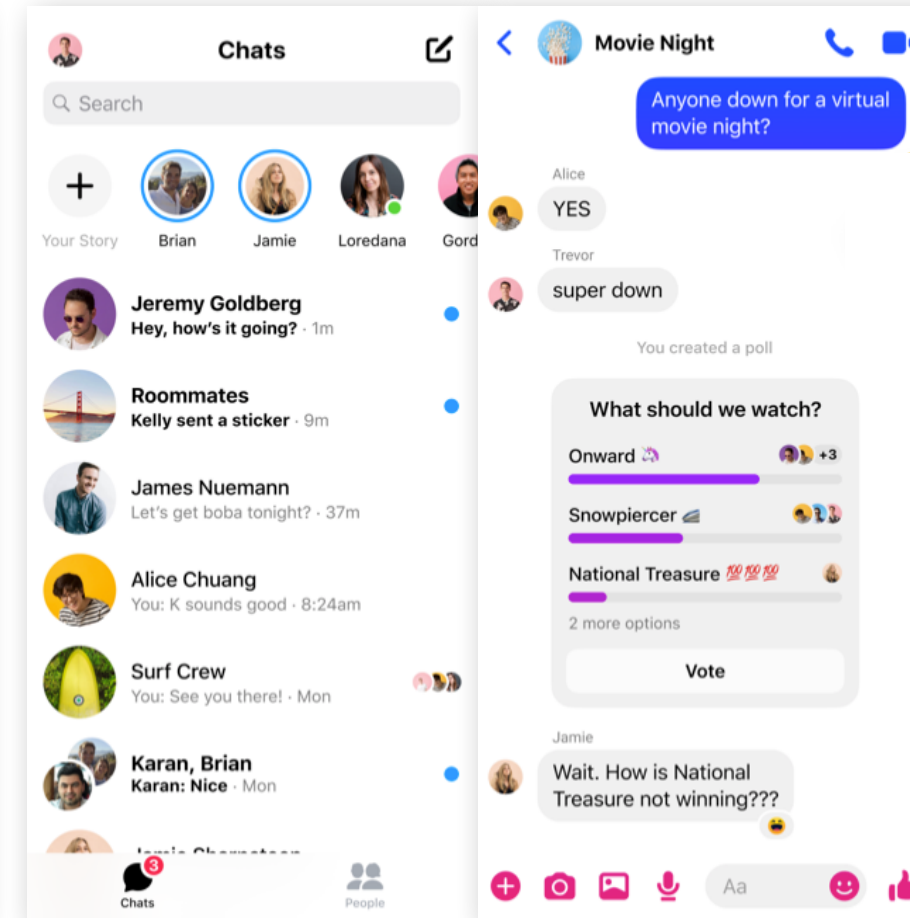 Chats
Search
Your Story
Brian
Jamie
Loredana
Gord
Jeremy Goldberg
Hey, how's it going? · 1m
Roommates
Kelly sent a sticker · 9m
James Nuemann
Let's get boba tonight? · 37m
Alice Chuang
You: K sounds good · 8:24am
Surf Crew
You: See you there! · Mon
Karan, Brian
Karan: Nice · Mon
3
Chats
People
Movie Night
Anyone down for a virtual
movie night?
Alice
YES
Trevor
super down
You created a poll
What should we watch?
Onward 🦄 +3
Snowpiercer 🚄
National Treasure 💯💯💯
2 more options
Vote
Jamie
Wait. How is National
Treasure not winning???
Aa